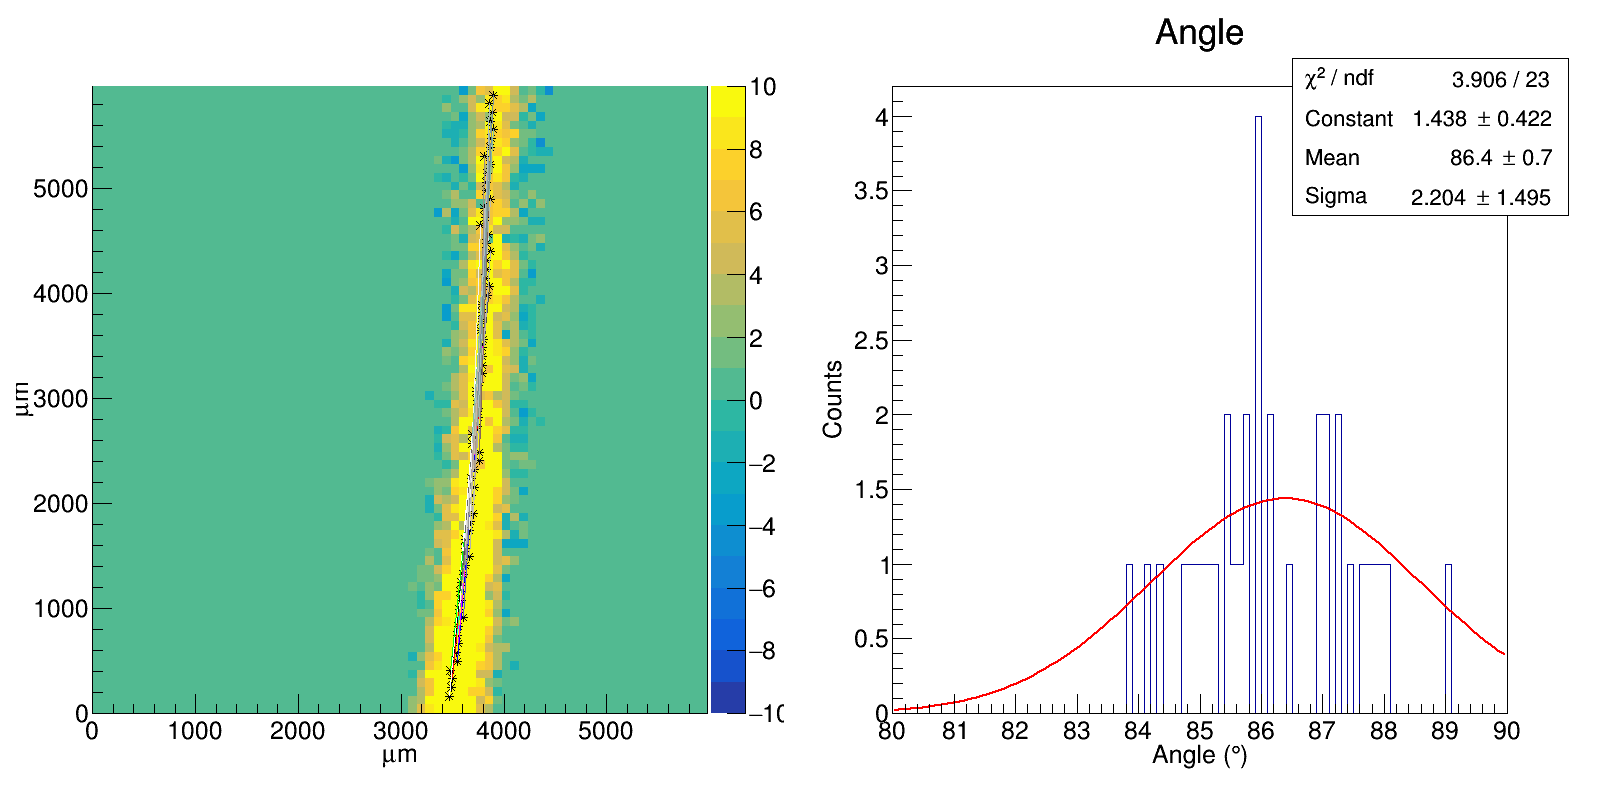 Angle
χ² / ndf 3.906 / 23
Constant 1.438 ± 0.422
Mean 86.4 ± 0.7
Sigma 2.204 ± 1.495
μm
5000
4000
3000
2000
1000
0
0 1000 2000 3000 4000 5000
μm
10
8
6
4
2
0
−2
−4
−6
−8
−10
Counts
4
3.5
3
2.5
2
1.5
1
0.5
0
80 81 82 83 84 85 86 87 88 89 90
Angle (°)